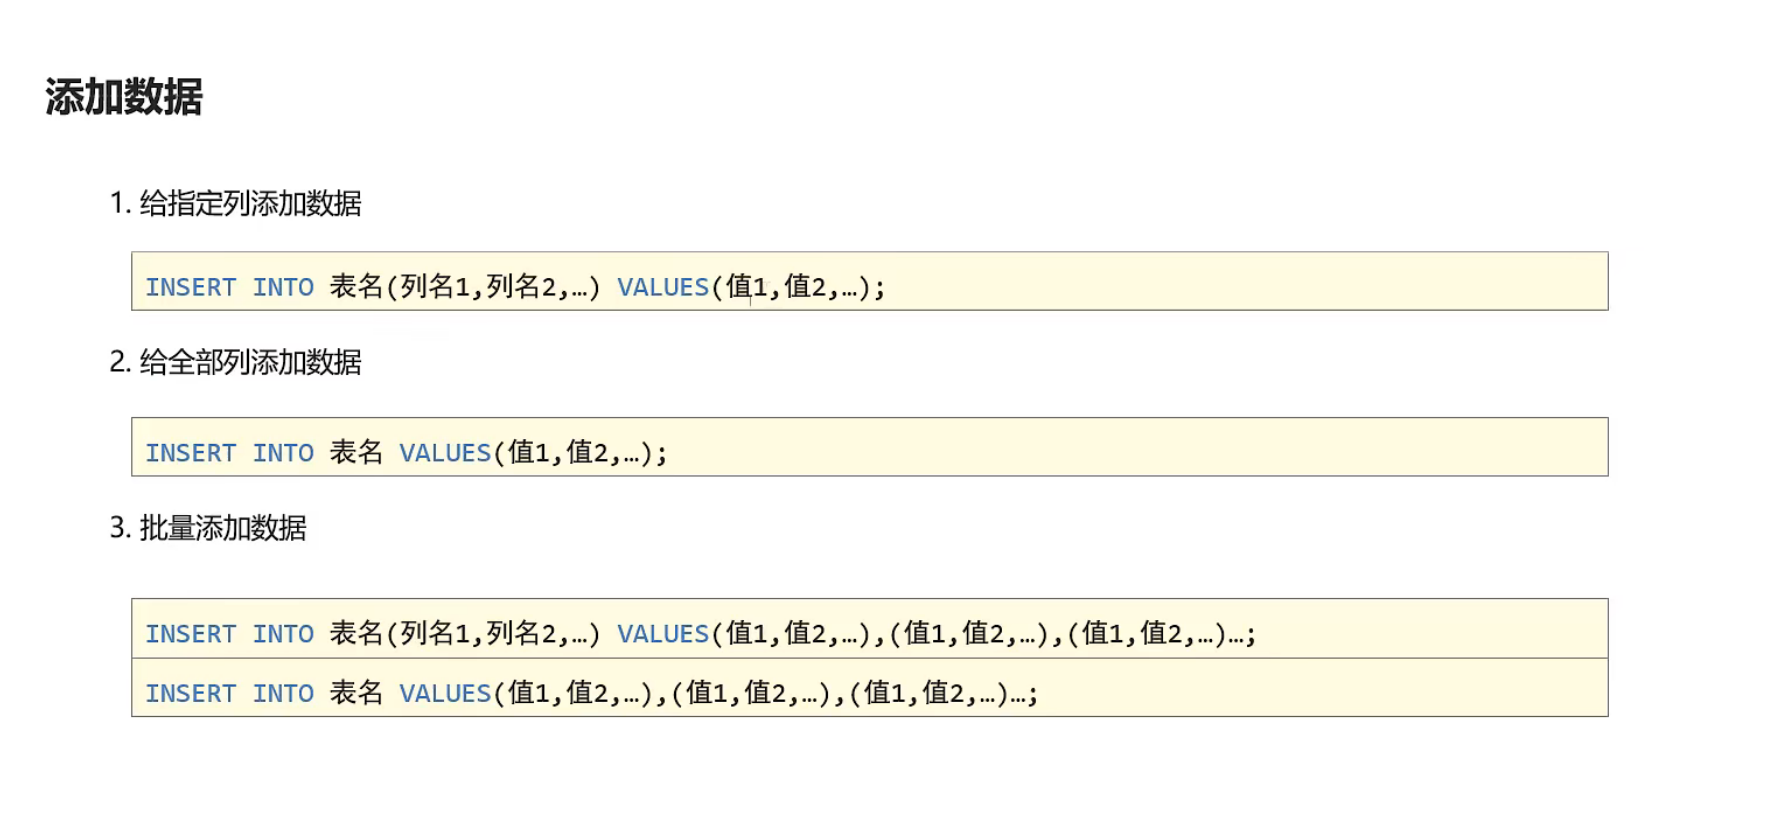 添加数据
1. 给指定列添加数据
INSERT INTO 表名(列名1,列名2,…) VALUES(值1,值2,…);
2. 给全部列添加数据
INSERT INTO 表名 VALUES(值1,值2,…);
3. 批量添加数据
INSERT INTO 表名(列名1,列名2,…) VALUES(值1,值2,…),(值1,值2,…),(值1,值2,…)…;
INSERT INTO 表名 VALUES(值1,值2,…),(值1,值2,…),(值1,值2,…)…;